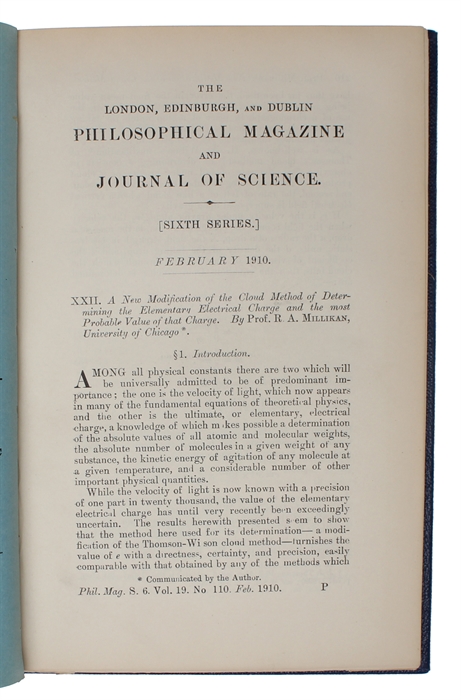 THE
LONDON, EDINBURGH, AND DUBLIN
PHILOSOPHICAL MAGAZINE
AND
JOURNAL OF SCIENCE.
[SIXTH SERIES.]
FEBRUARY 1910.
XXII. A New Modification of the Cloud Method of Deter-
mining the Elementary Electrical Charge and the most
Probable Value of that Charge. By Prof. R. A. MILLIKAN,
University of Chicago *.
§ 1. Introduction.
AMONG all physical constants there are two which will
be universally admitted to be of predominant im-
portance; the one is the velocity of light, which now appears
in many of the fundamental equations of theoretical physics,
and the other is the ultimate, or elementary, electrical
charge, a knowledge of which makes possible a determination
of the absolute values of all atomic and molecular weights,
the absolute number of molecules in a given weight of any
substance, the kinetic energy of agitation of any molecule at
a given temperature, and a considerable number of other
important physical quantities.
While the velocity of light is now known with a precision
of one part in twenty thousand, the value of the elementary
electrical charge has until very recently been exceedingly
uncertain. The results herewith presented seem to show
that the method here used for its determination—a modi-
fication of the Thomson-Wilson cloud method—furnishes the
value of e with a directness, certainty, and precision, easily
comparable with that obtained by any of the methods which
* Communicated by the Author.
Phil. Mag. S. 6. Vol. 19. No 110. Feb. 1910. P